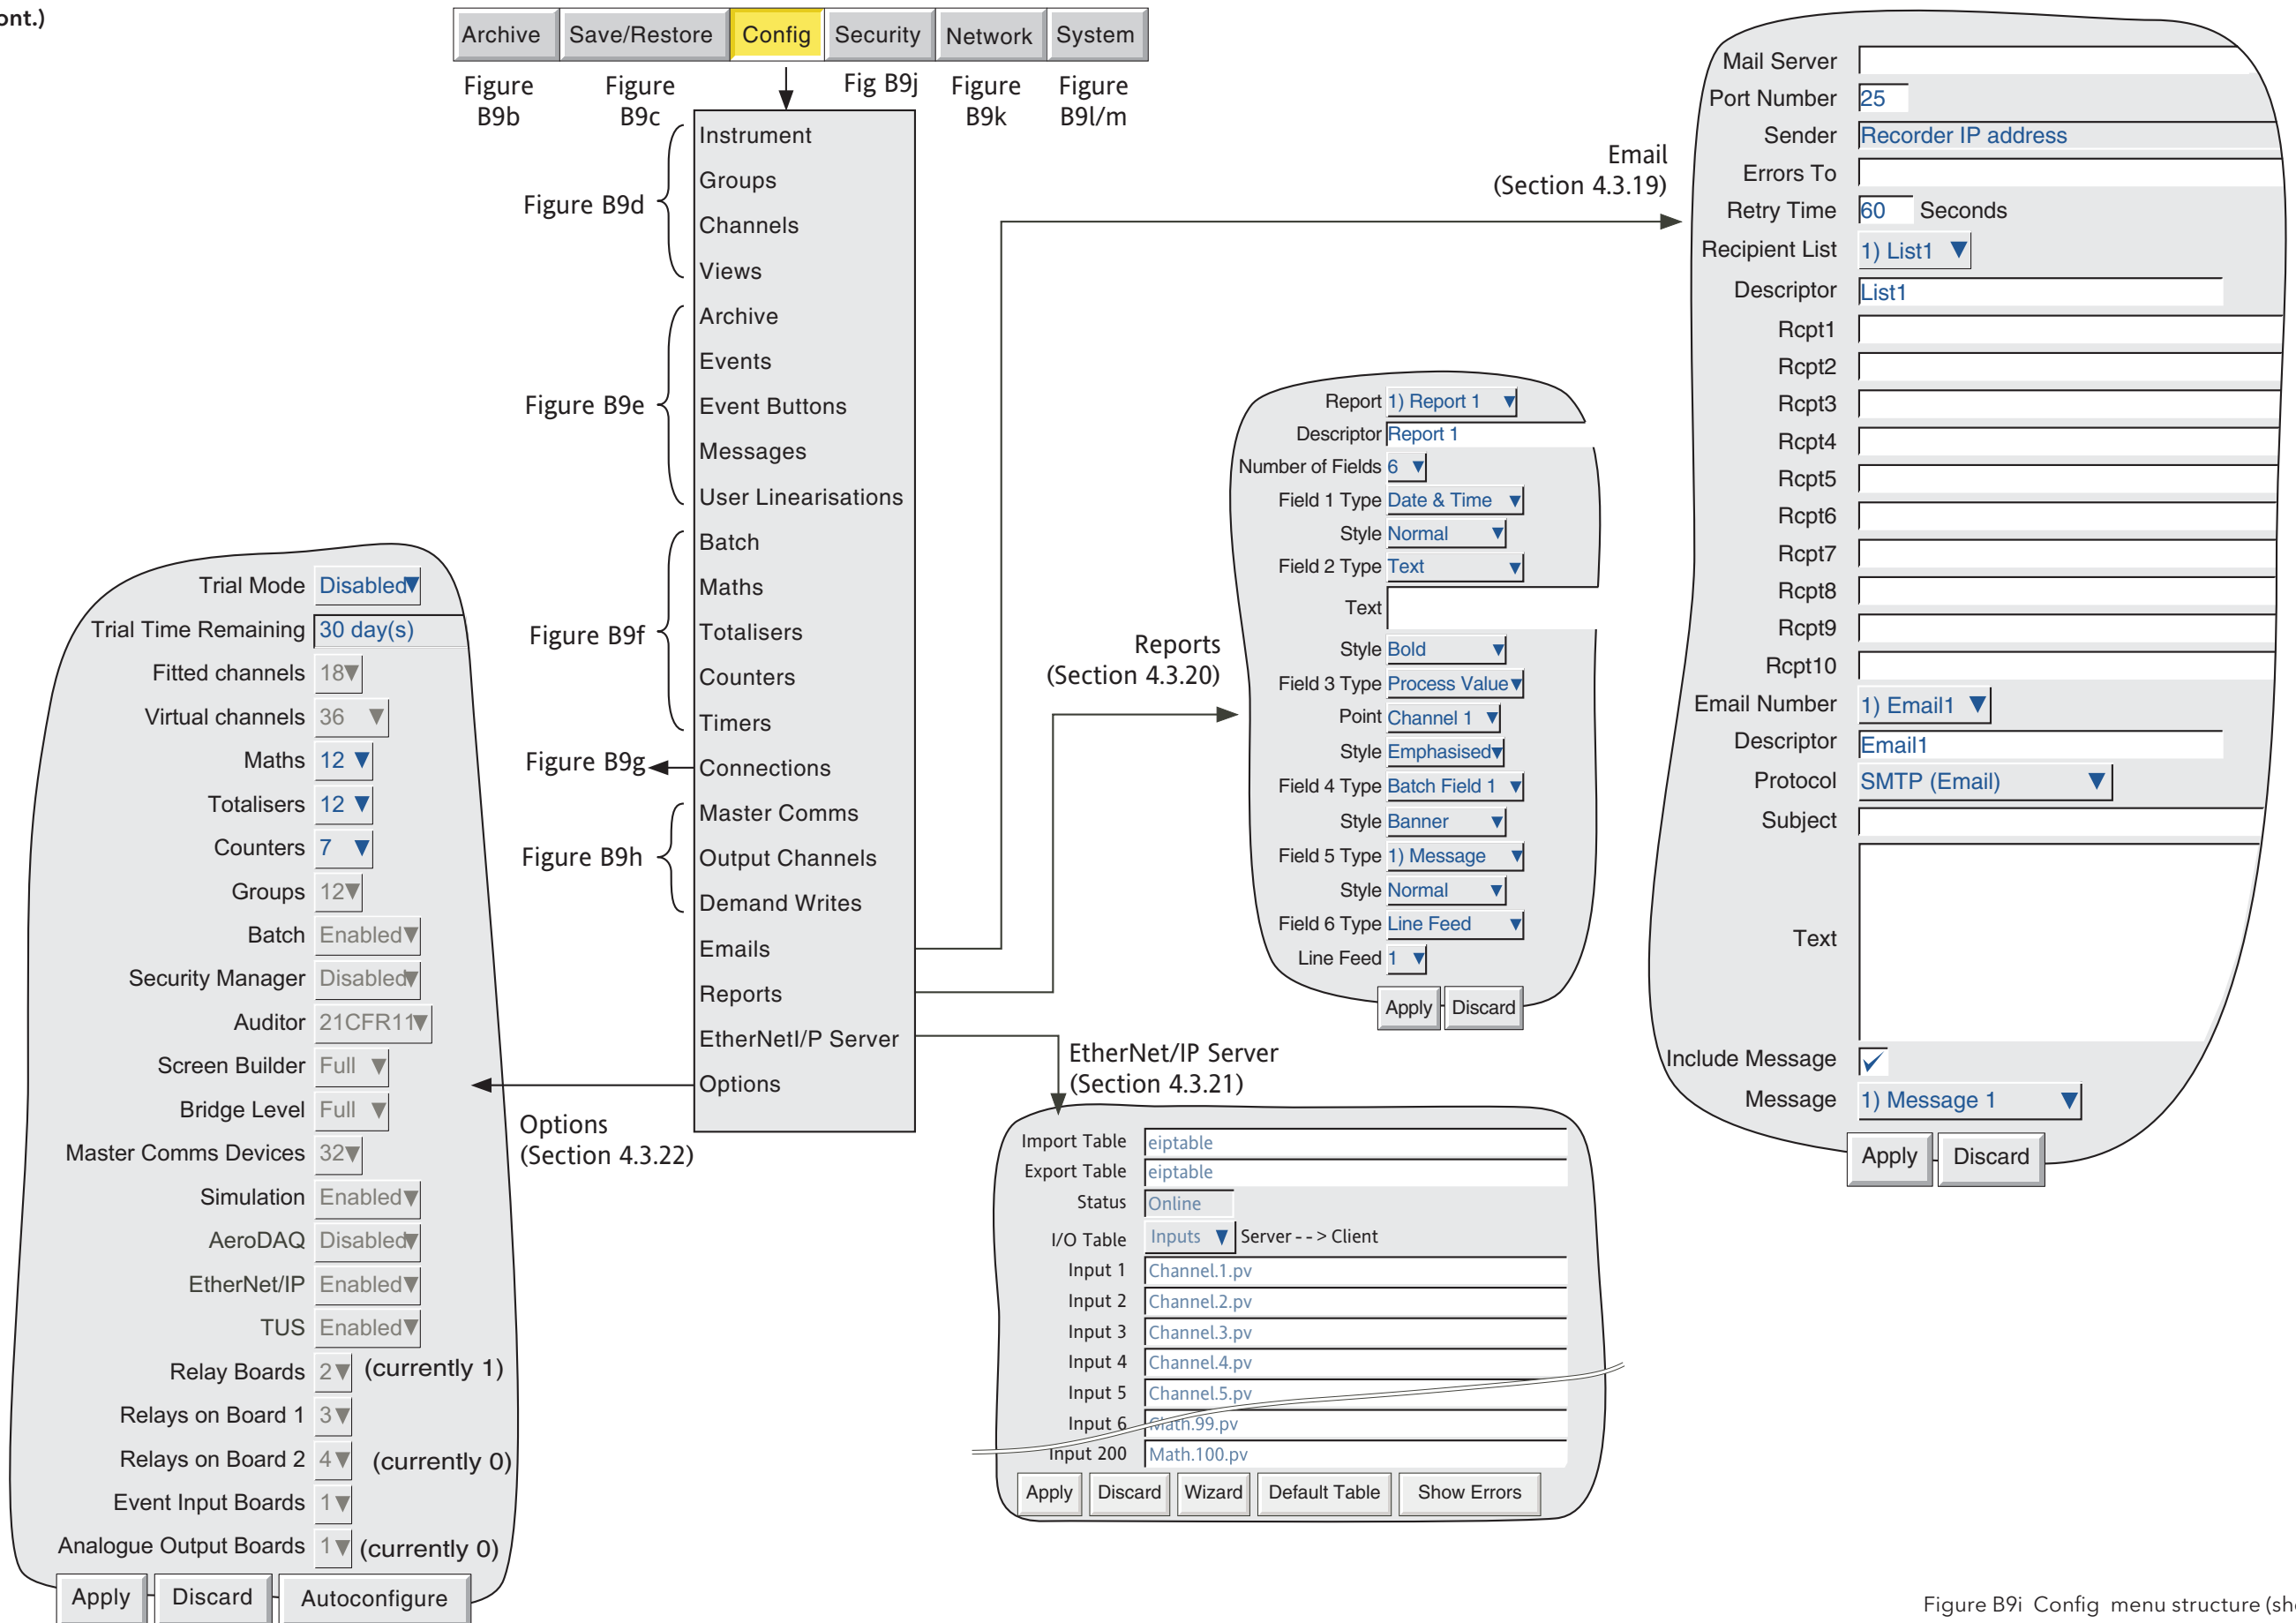 ont.)
Archive Save/Restore Config Security Network System
Figure B9b
Figure B9c
Fig B9j
Figure B9k
Figure B9l/m
Instrument
Groups
Channels
Views
Archive
Events
Event Buttons
Messages
User Linearisations
Batch
Maths
Totalisers
Counters
Timers
Connections
Master Comms
Output Channels
Demand Writes
Emails
Reports
EtherNetI/P Server
Options
Figure B9d
Figure B9e
Figure B9f
Figure B9g
Figure B9h
Options
(Section 4.3.22)
Trial Mode Disabled
Trial Time Remaining 30 day(s)
Fitted channels 18
Virtual channels 36
Maths 12
Totalisers 12
Counters 7
Groups 12
Batch Enabled
Security Manager Disabled
Auditor 21CFR11
Screen Builder Full
Bridge Level Full
Master Comms Devices 32
Simulation Enabled
AeroDAQ Disabled
EtherNet/IP Enabled
TUS Enabled
Relay Boards 2 (currently 1)
Relays on Board 1 3
Relays on Board 2 4 (currently 0)
Event Input Boards 1
Analogue Output Boards 1 (currently 0)
Apply Discard Autoconfigure
Reports
(Section 4.3.20)
Report 1) Report 1
Descriptor Report 1
Number of Fields 6
Field 1 Type Date & Time
Style Normal
Field 2 Type Text
Text
Style Bold
Field 3 Type Process Value
Point Channel 1
Style Emphasised
Field 4 Type Batch Field 1
Style Banner
Field 5 Type 1) Message
Style Normal
Field 6 Type Line Feed
Line Feed 1
Apply Discard
EtherNet/IP Server
(Section 4.3.21)
Import Table eiptable
Export Table eiptable
Status Online
I/O Table Inputs Server - - > Client
Input 1 Channel.1.pv
Input 2 Channel.2.pv
Input 3 Channel.3.pv
Input 4 Channel.4.pv
Input 5 Channel.5.pv
Input 6 Math.99.pv
Input 200 Math.100.pv
Apply Discard Wizard Default Table Show Errors
Email
(Section 4.3.19)
Mail Server
Port Number 25
Sender Recorder IP address
Errors To
Retry Time 60 Seconds
Recipient List 1) List1
Descriptor List1
Rcpt1
Rcpt2
Rcpt3
Rcpt4
Rcpt5
Rcpt6
Rcpt7
Rcpt8
Rcpt9
Rcpt10
Email Number 1) Email1
Descriptor Email1
Protocol SMTP (Email)
Subject
Text
Include Message
Message 1) Message 1
Apply Discard
Figure B9i Config menu structure (sh